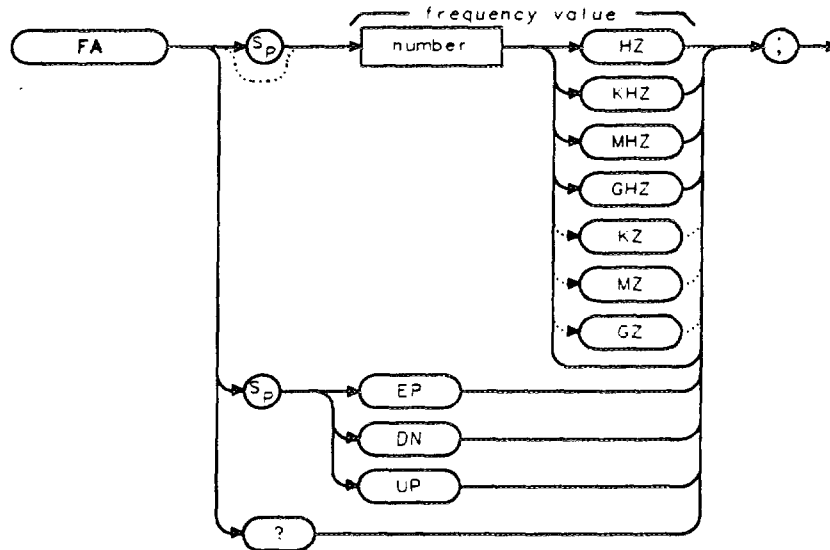 frequency value
FA Sp number HZ ;
KHZ
MHZ
GHZ
KZ
MZ
GZ
Sp EP
DN
UP
?